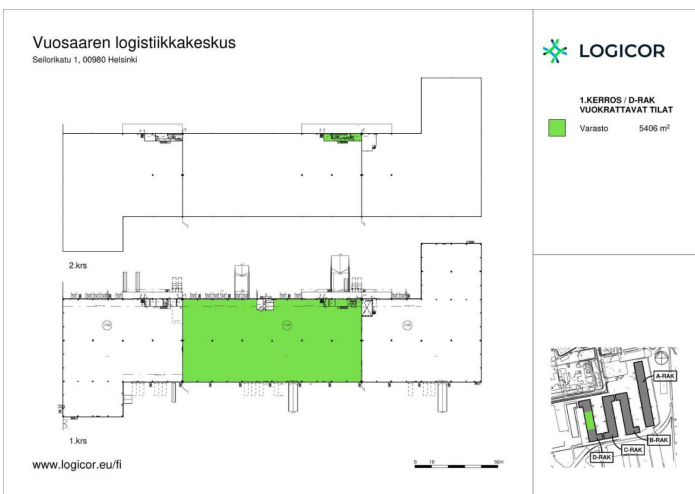 Vuosaaren logistiikkakeskus
Seilorikatu 1, 00980 Helsinki
LOGICOR
1.KERROS / D-RAK
VUOKRATTAVAT TILAT
Varasto 5406 m²
2.krs
1.krs
www.logicor.eu/fi
0 10 50m
A-RAK
B-RAK
C-RAK
D-RAK